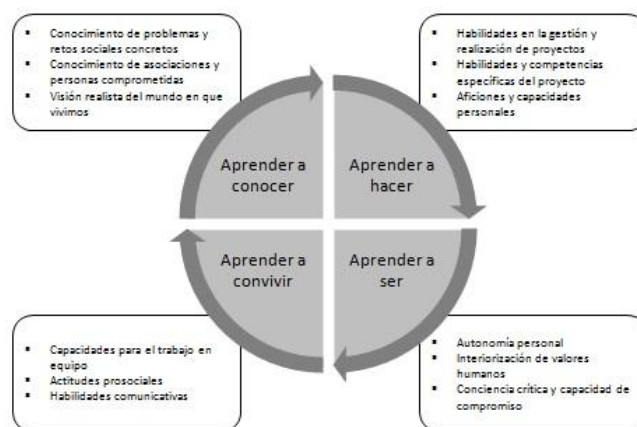 Conocimiento de problemas y
retos sociales concretos
Conocimiento de asociaciones y
personas comprometidas
Visión realista del mundo en que
vivimos
Habilidades en la gestión y
realización de proyectos
Habilidades y competencias
específicas del proyecto
Aficiones y capacidades
personales
Aprender a
conocer
Aprender a
hacer
Aprender a
convivir
Aprender a
ser
Capacidades para el trabajo en
equipo
Actitudes prosociales
Habilidades comunicativas
Autonomía personal
Interiorización de valores
humanos
Conciencia crítica y capacidad de
compromiso